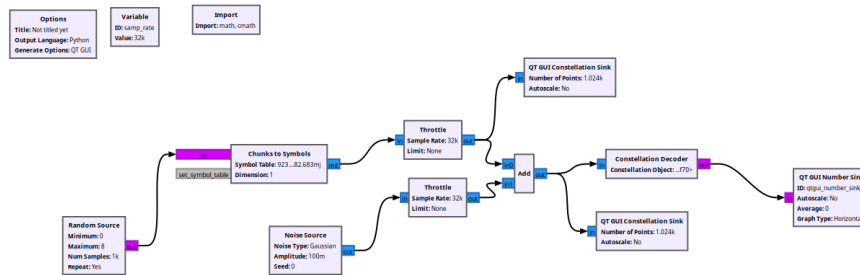 Options
Title: Not titled yet
Output Language: Python
Generate Options: QT GUI
Variable
ID: samp_rate
Value: 32k
Import
Import: math, cmath
QT GUI Constellation Sink
Number of Points: 1.024k
Autoscale: No
in
Throttle
Sample Rate: 32k
Limit: None
in
out
Chunks to Symbols
Symbol Table: 923...82.683mj
Dimension: 1
in
set_symbol_table
out
Add
in0
in1
out
Constellation Decoder
Constellation Object: ...f70>
in
out
Throttle
Sample Rate: 32k
Limit: None
in
out
QT GUI Number Sin
ID: qtgui_number_sink
Autoscale: No
Average: 0
Graph Type: Horizonta
in
Random Source
Minimum: 0
Maximum: 8
Num Samples: 1k
Repeat: Yes
out
Noise Source
Noise Type: Gaussian
Amplitude: 100m
Seed: 0
out
QT GUI Constellation Sink
Number of Points: 1.024k
Autoscale: No
in